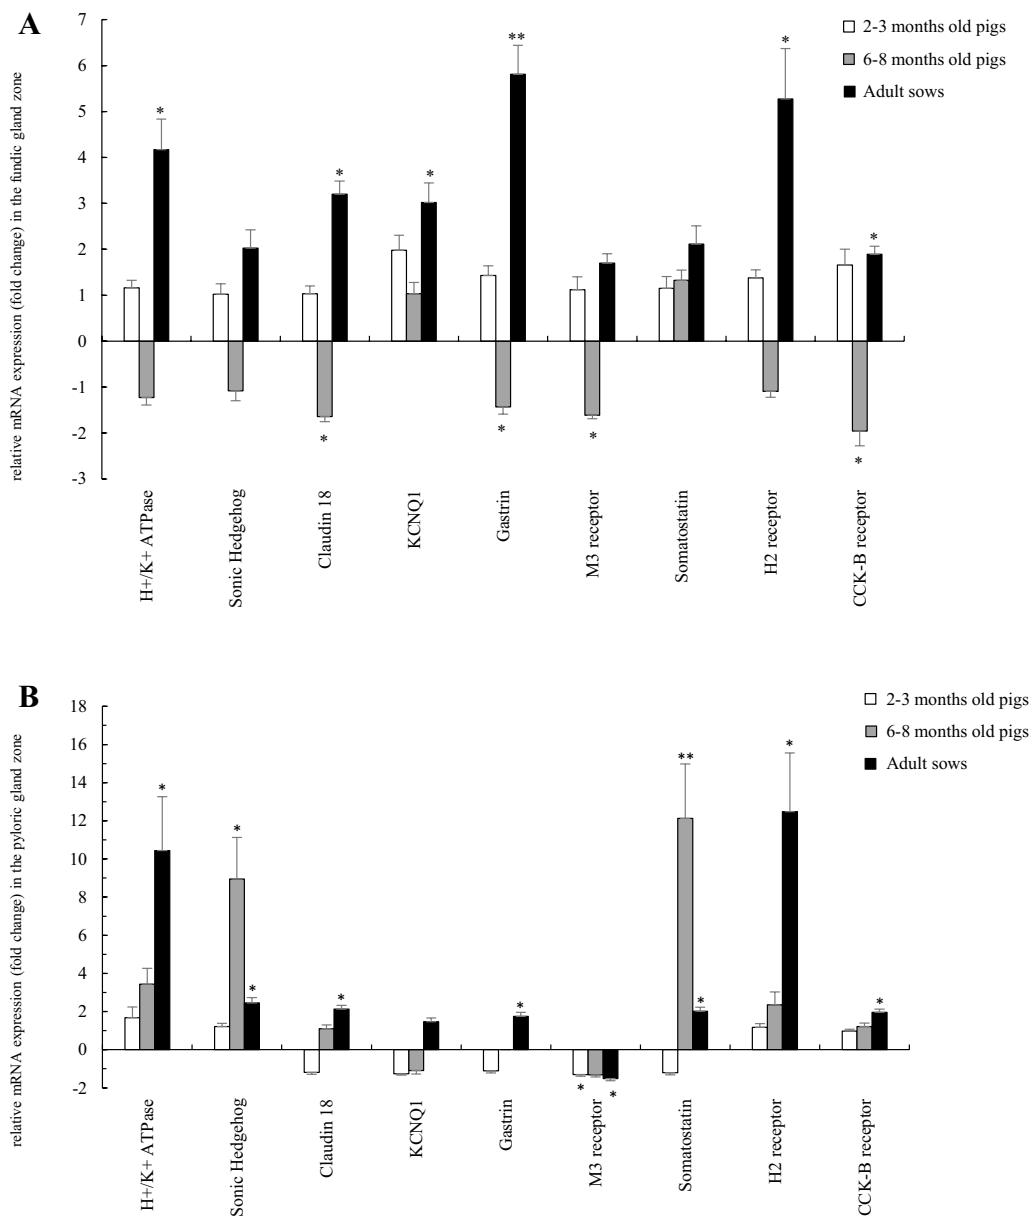 A
relative mRNA expression (fold change) in the fundic gland zone
7
6
5
4
3
2
1
0
-1
-2
-3
*
*
*
*
**
*
*
*
*
*
*
2-3 months old pigs
6-8 months old pigs
Adult sows
H+/K+ ATPase
Sonic Hedgehog
Claudin 18
KCNQ1
Gastrin
M3 receptor
Somatostatin
H2 receptor
CCK-B receptor
B
relative mRNA expression (fold change) in the pyloric gland zone
18
16
14
12
10
8
6
4
2
0
-2
*
*
*
*
*
*
*
**
*
*
*
2-3 months old pigs
6-8 months old pigs
Adult sows
H+/K+ ATPase
Sonic Hedgehog
Claudin 18
KCNQ1
Gastrin
M3 receptor
Somatostatin
H2 receptor
CCK-B receptor